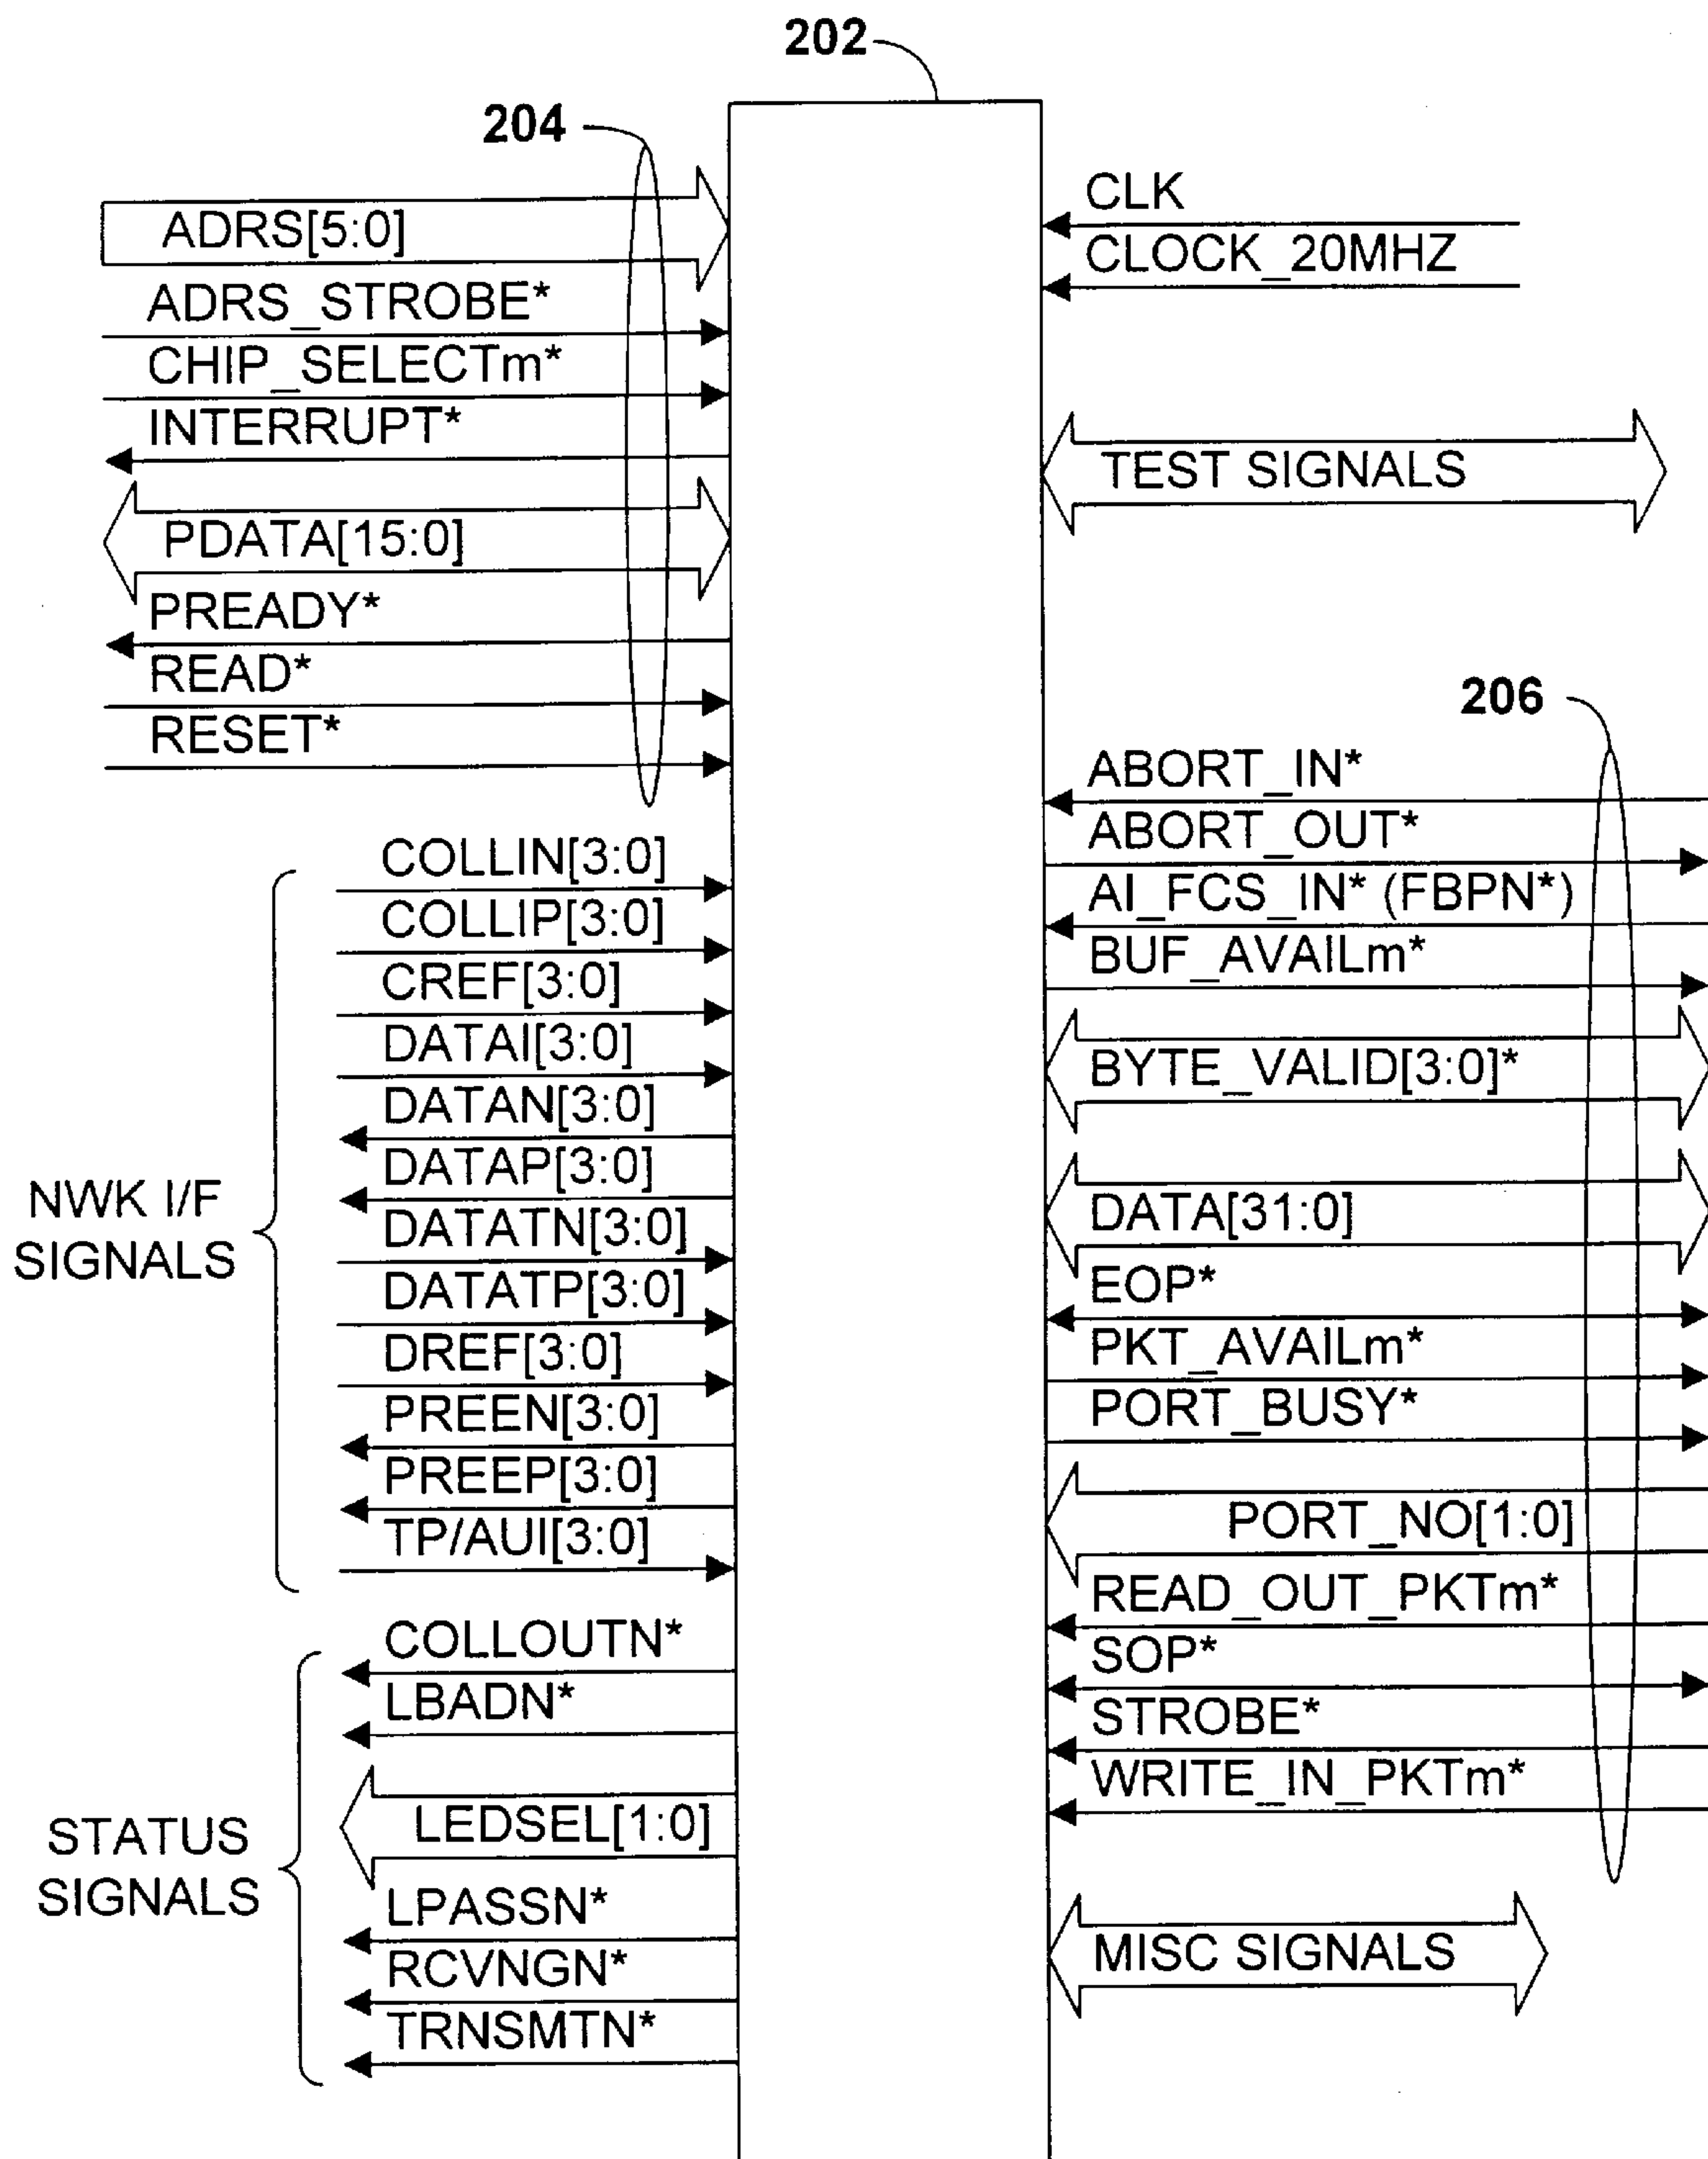 202
204
ADRS[5:0]
ADRS_STROBE*
CHIP_SELECTm*
INTERRUPT*
PDATA[15:0]
PREADY*
READ*
RESET*
NWK I/F
SIGNALS
COLLIN[3:0]
COLLIP[3:0]
CREF[3:0]
DATAI[3:0]
DATAN[3:0]
DATAP[3:0]
DATATN[3:0]
DATATP[3:0]
DREF[3:0]
PREEN[3:0]
PREEP[3:0]
TP/AUI[3:0]
STATUS
SIGNALS
COLLOUTN*
LBADN*
LEDSEL[1:0]
LPASSN*
RCVNGN*
TRNSMTN*
CLK
CLOCK_20MHZ
TEST SIGNALS
206
ABORT_IN*
ABORT_OUT*
AI_FCS_IN* (FBPN*)
BUF_AVAILm*
BYTE_VALID[3:0]*
DATA[31:0]
EOP*
PKT_AVAILm*
PORT_BUSY*
PORT_NO[1:0]
READ_OUT_PKTm*
SOP*
STROBE*
WRITE_IN_PKTm*
MISC SIGNALS